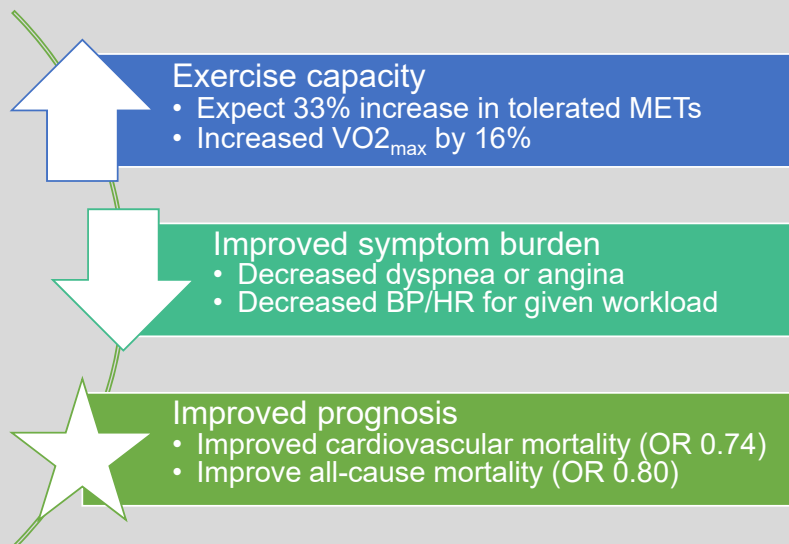 Exercise capacity
• Expect 33% increase in tolerated METs
• Increased VO2max by 16%
Improved symptom burden
• Decreased dyspnea or angina
• Decreased BP/HR for given workload
Improved prognosis
• Improved cardiovascular mortality (OR 0.74)
• Improve all-cause mortality (OR 0.80)